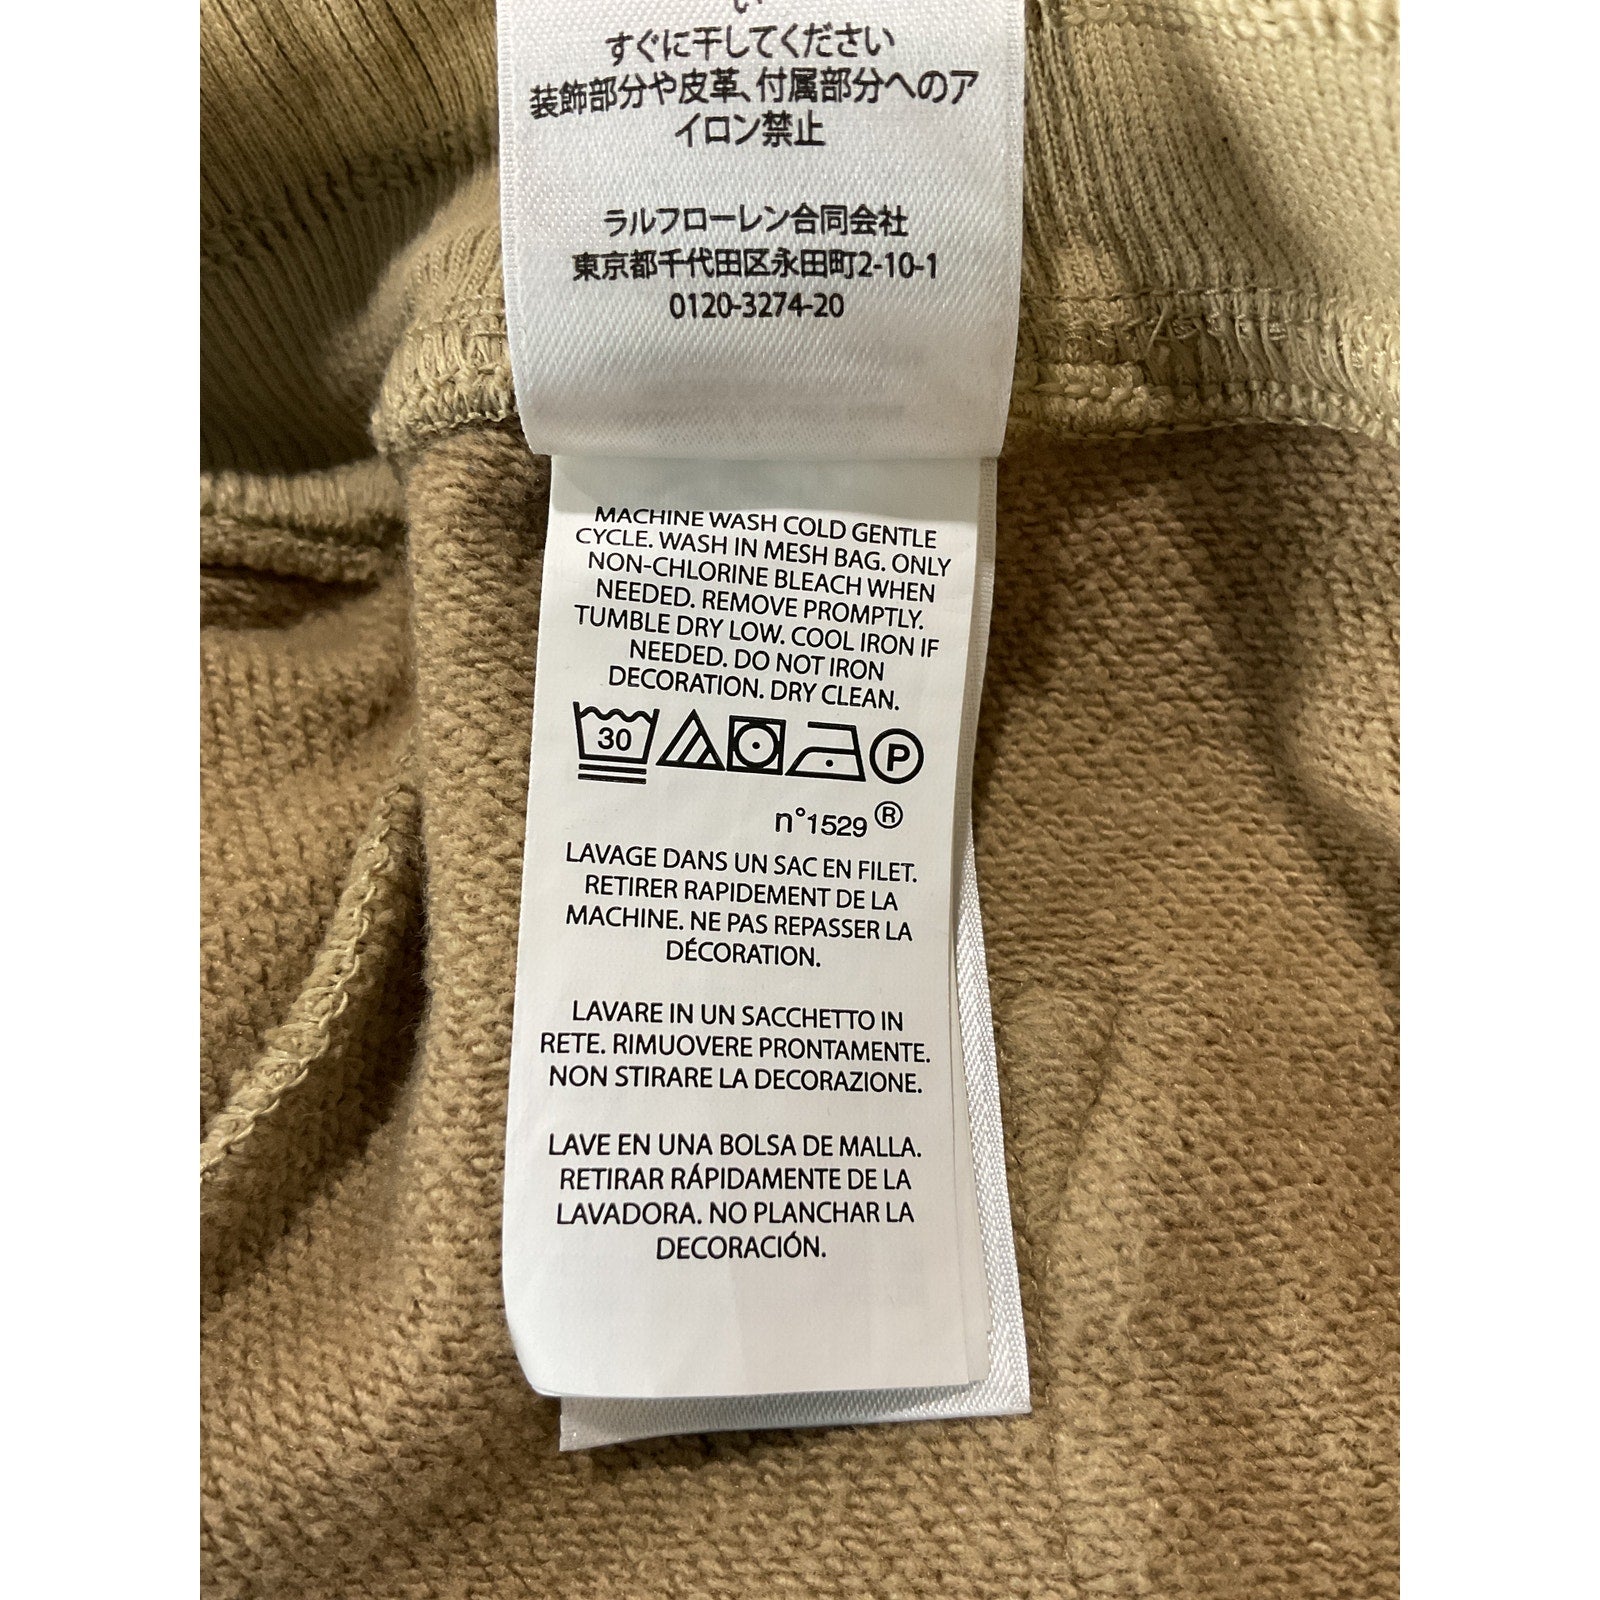 い
すぐに干してください
装飾部分や皮革、付属部分へのア
イロン禁止
ラルフローレン合同会社
東京都千代田区永田町2-10-1
0120-3274-20
MACHINE WASH COLD GENTLE
CYCLE. WASH IN MESH BAG. ONLY
NON-CHLORINE BLEACH WHEN
NEEDED. REMOVE PROMPTLY.
TUMBLE DRY LOW. COOL IRON IF
NEEDED. DO NOT IRON
DECORATION. DRY CLEAN.
30 P
n°1529 ®
LAVAGE DANS UN SAC EN FILET.
RETIRER RAPIDEMENT DE LA
MACHINE. NE PAS REPASSER LA
DÉCORATION.
LAVARE IN UN SACCHETTO IN
RETE. RIMUOVERE PRONTAMENTE.
NON STIRARE LA DECORAZIONE.
LAVE EN UNA BOLSA DE MALLA.
RETIRAR RÁPIDAMENTE DE LA
LAVADORA. NO PLANCHAR LA
DECORACIÓN.